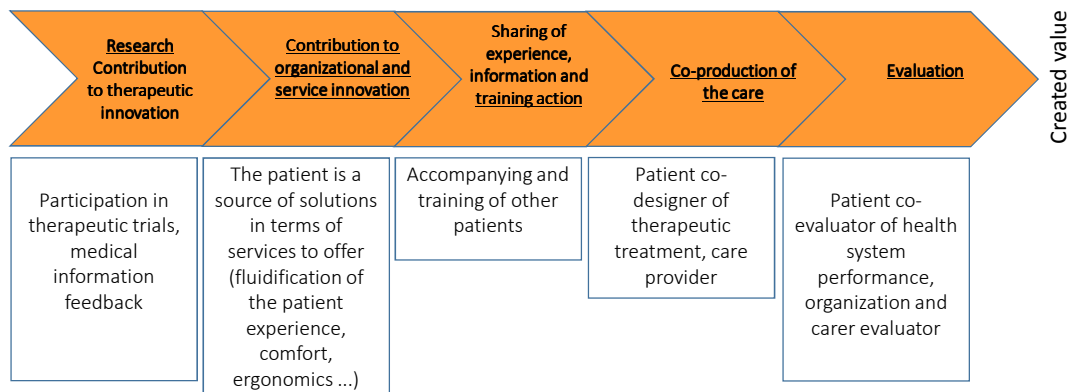 Research
Contribution
to therapeutic
innovation
Contribution to
organizational and
service innovation
Sharing of
experience,
information and
training action
Co-production of
the care
Evaluation
Created value
Participation in
therapeutic trials,
medical
information
feedback
The patient is a
source of solutions
in terms of
services to offer
(fluidification of
the patient
experience,
comfort,
ergonomics ...)
Accompanying and
training of other
patients
Patient co-
designer of
therapeutic
treatment, care
provider
Patient co-
evaluator of health
system
performance,
organization and
carer evaluator